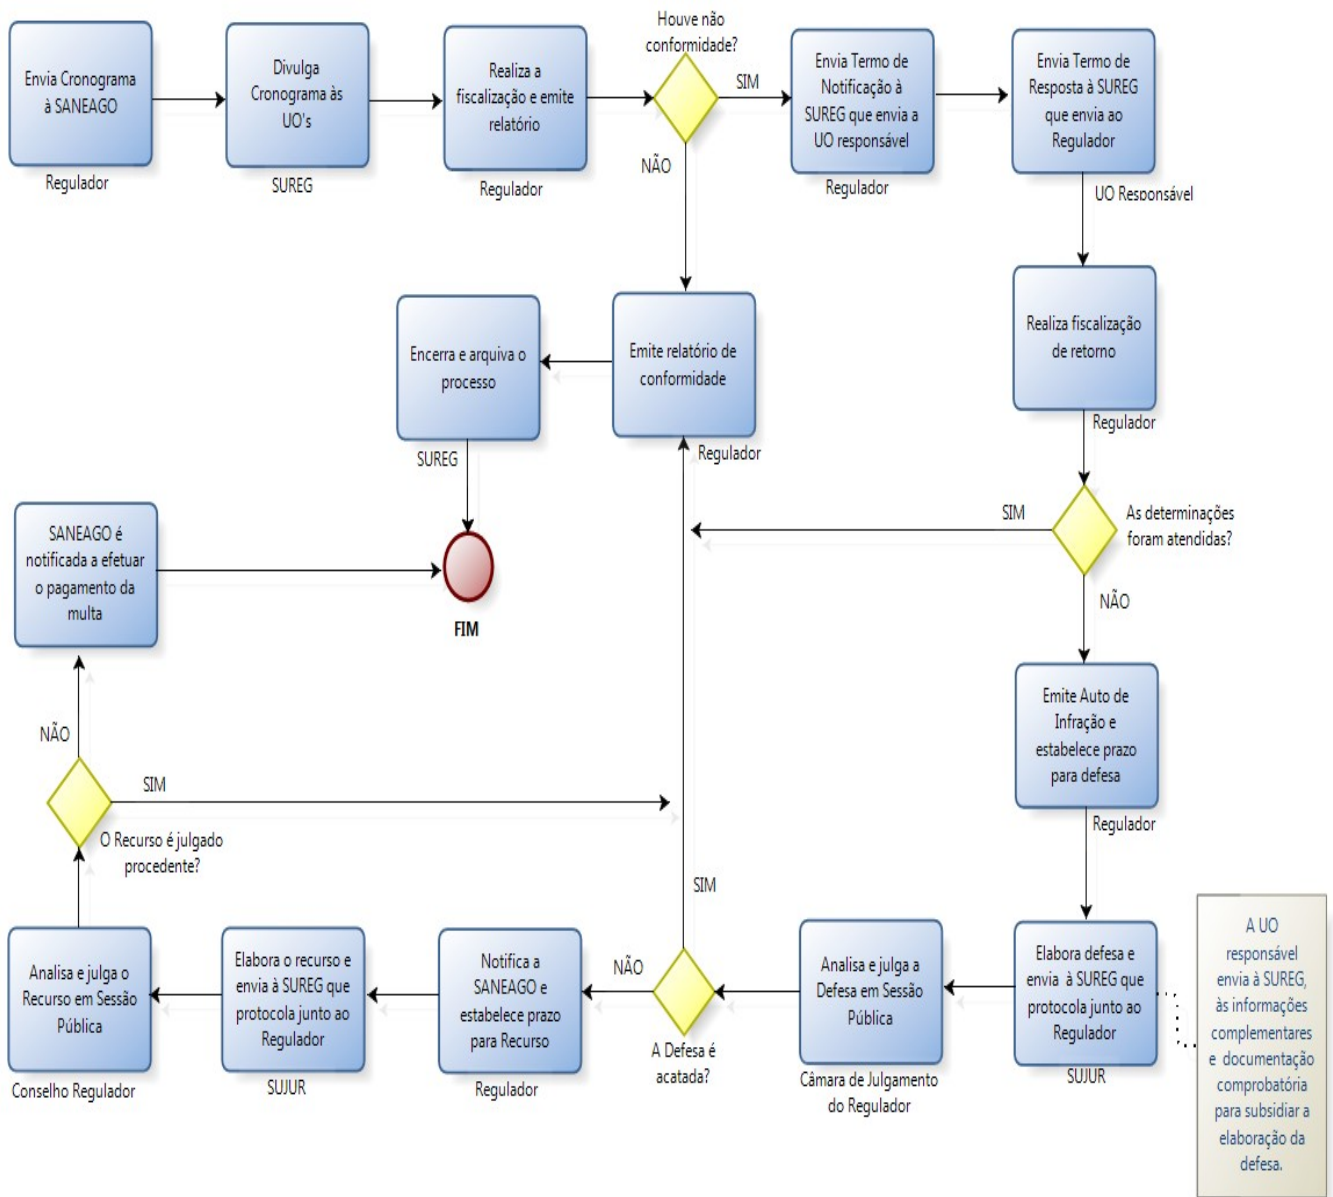 Envia Cronograma
à SANEAGO
Regulador
Divulga
Cronograma às
UO's
SUREG
Realiza a
fiscalização e emite
relatório
Regulador
Houve não
conformidade?
SIM
NÃO
Envia Termo de
Notificação à
SUREG que envia a
UO responsável
Regulador
Envia Termo de
Resposta à SUREG
que envia ao
Regulador
UO Responsável
Encerra e arquiva o
processo
SUREG
Emite relatório de
conformidade
Regulador
Realiza fiscalização
de retorno
Regulador
SANEAGO é
notificada a efetuar
o pagamento da
multa
FIM
SIM
As determinações
foram atendidas?
NÃO
Emite Auto de
Infração e
estabelece prazo
para defesa
Regulador
NÃO
SIM
O Recurso é julgado
procedente?
SIM
Analisa e julga o
Recurso em Sessão
Pública
Conselho Regulador
Elabora o recurso e
envia à SUREG que
protocola junto ao
Regulador
SUJUR
Notifica a
SANEAGO e
estabelece prazo
para Recurso
Regulador
NÃO
A Defesa é
acatada?
Analisa e julga a
Defesa em Sessão
Pública
Câmara de Julgamento
do Regulador
Elabora defesa e
envia à SUREG que
protocola junto ao
Regulador
SUJUR
A UO
responsável
envia à SUREG,
às informações
complementares
e documentação
comprobatória
para subsidiar a
elaboração da
defesa.